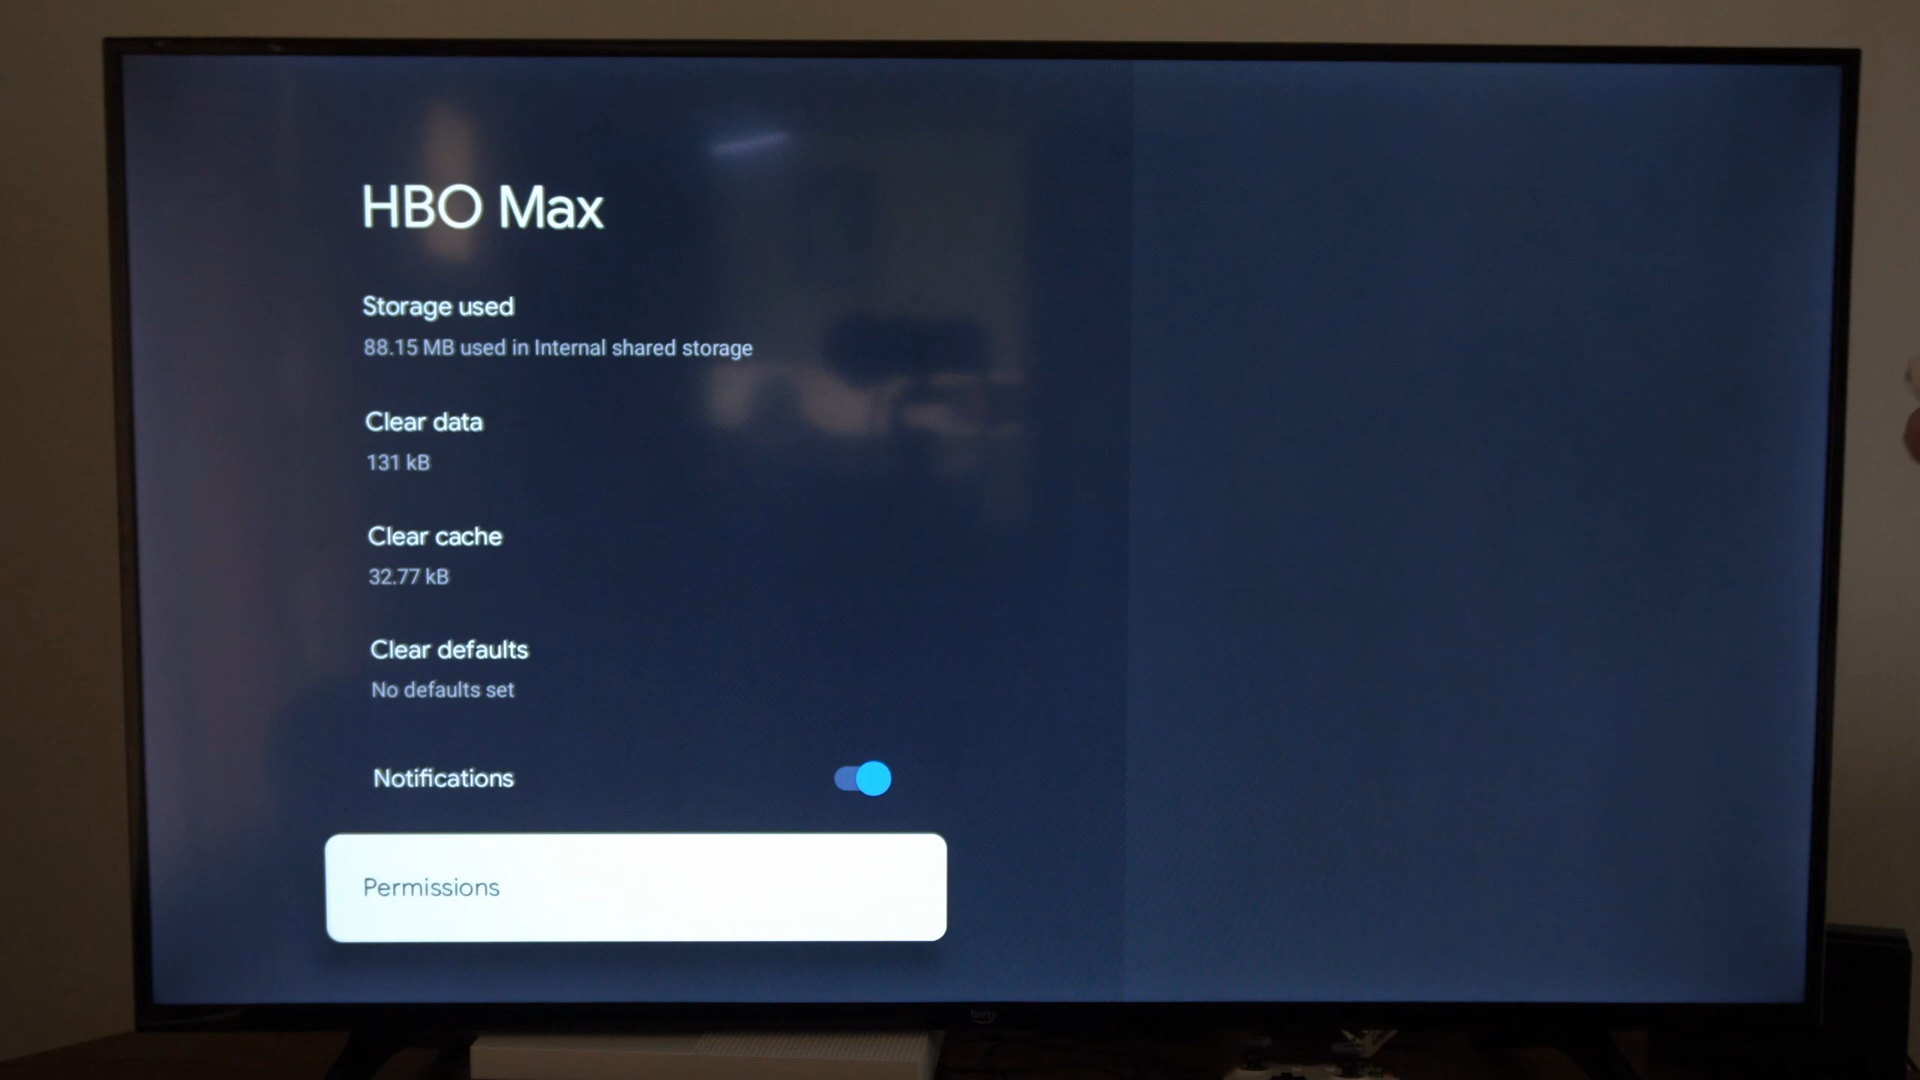 HBO Max
Storage used
88.15 MB used in Internal shared storage
Clear data
131 kB
Clear cache
32.77 kB
Clear defaults
No defaults set
Notifications
Permissions
firetv